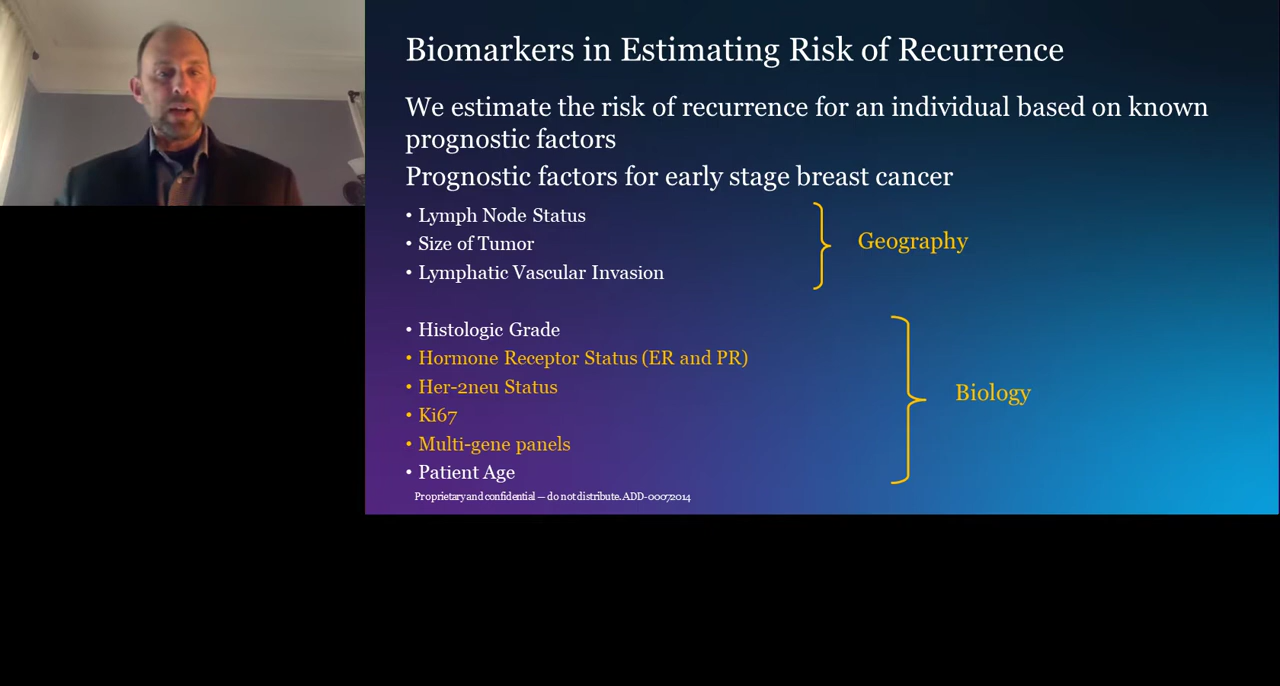 Biomarkers in Estimating Risk of Recurrence
We estimate the risk of recurrence for an individual based on known
prognostic factors
Prognostic factors for early stage breast cancer
• Lymph Node Status
• Size of Tumor
• Lymphatic Vascular Invasion
Geography
• Histologic Grade
• Hormone Receptor Status (ER and PR)
• Her-2neu Status
• Ki67
• Multi-gene panels
• Patient Age
Biology
Proprietary and confidential — do not distribute. ADD-00072014